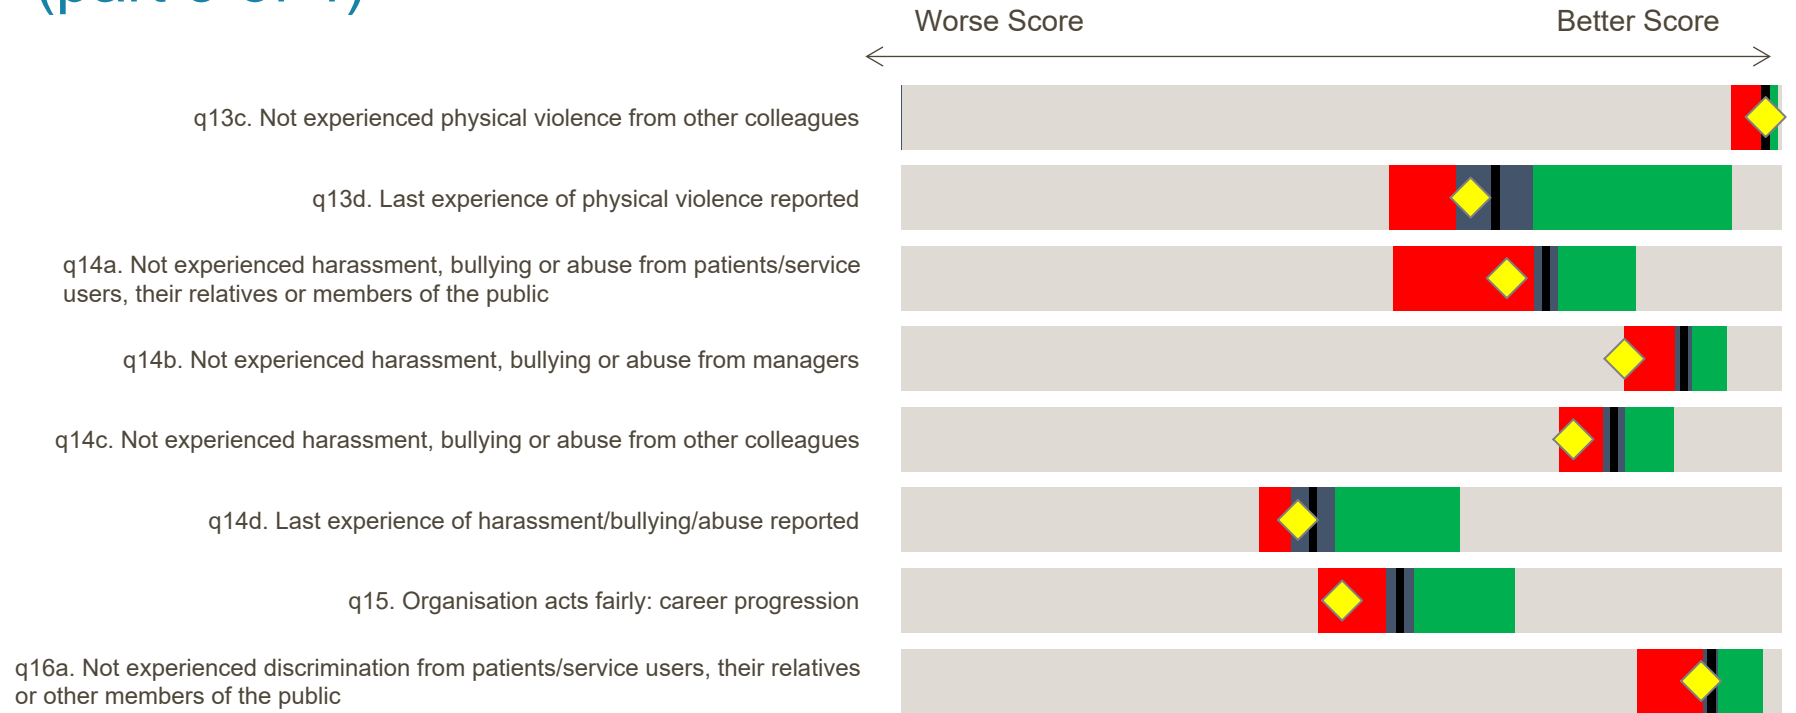 Worse Score
Better Score
q13c. Not experienced physical violence from other colleagues
q13d. Last experience of physical violence reported
q14a. Not experienced harassment, bullying or abuse from patients/service
users, their relatives or members of the public
q14b. Not experienced harassment, bullying or abuse from managers
q14c. Not experienced harassment, bullying or abuse from other colleagues
q14d. Last experience of harassment/bullying/abuse reported
q15. Organisation acts fairly: career progression
q16a. Not experienced discrimination from patients/service users, their relatives
or other members of the public